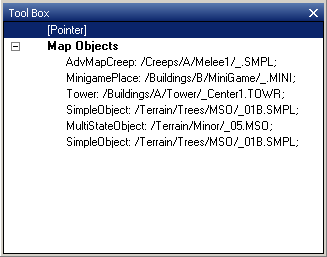 Tool Box
[Pointer]
Map Objects
AdvMapCreep: /Creeps/A/Melee1/_.SMPL;
MinigamePlace: /Buildings/B/MiniGame/_.MINI;
Tower: /Buildings/A/Tower/_Center1.TOWR;
SimpleObject: /Terrain/Trees/MSO/_01B.SMPL;
MultiStateObject: /Terrain/Minor/_05.MSO;
SimpleObject: /Terrain/Trees/MSO/_01B.SMPL;